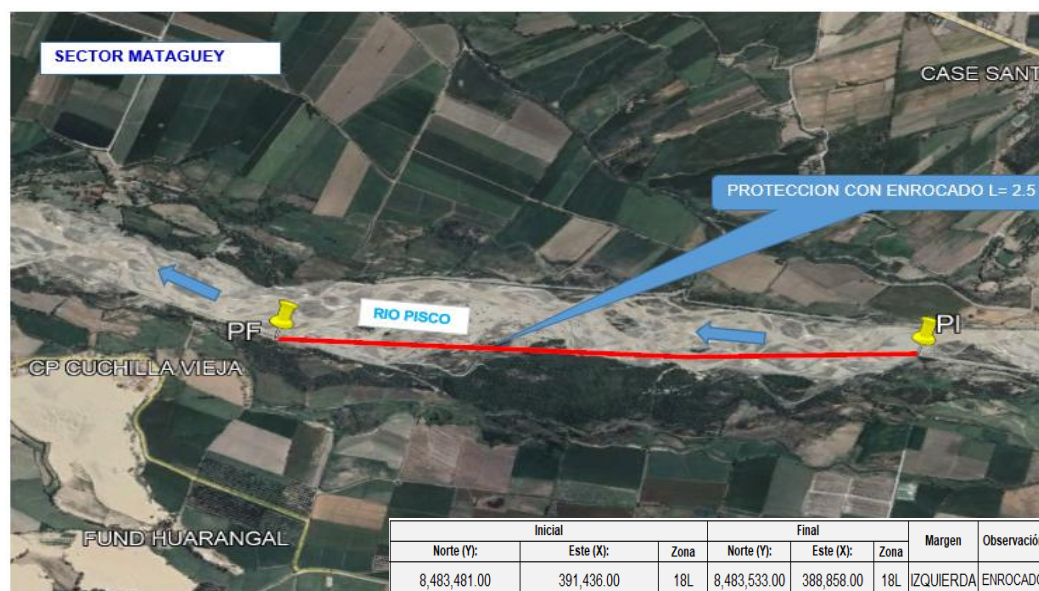 SECTOR MATAGUEY
CASE SANT
PROTECCION CON ENROCADO L= 2.5
RIO PISCO
PF
PI
CP CUCHILLA VIEJA
FUND HUARANGAL
Inicial Final Margen Observación
Norte (Y): Este (X): Zona Norte (Y): Este (X): Zona
8,483,481.00 391,436.00 18L 8,483,533.00 388,858.00 18L IZQUIERDA ENROCADO